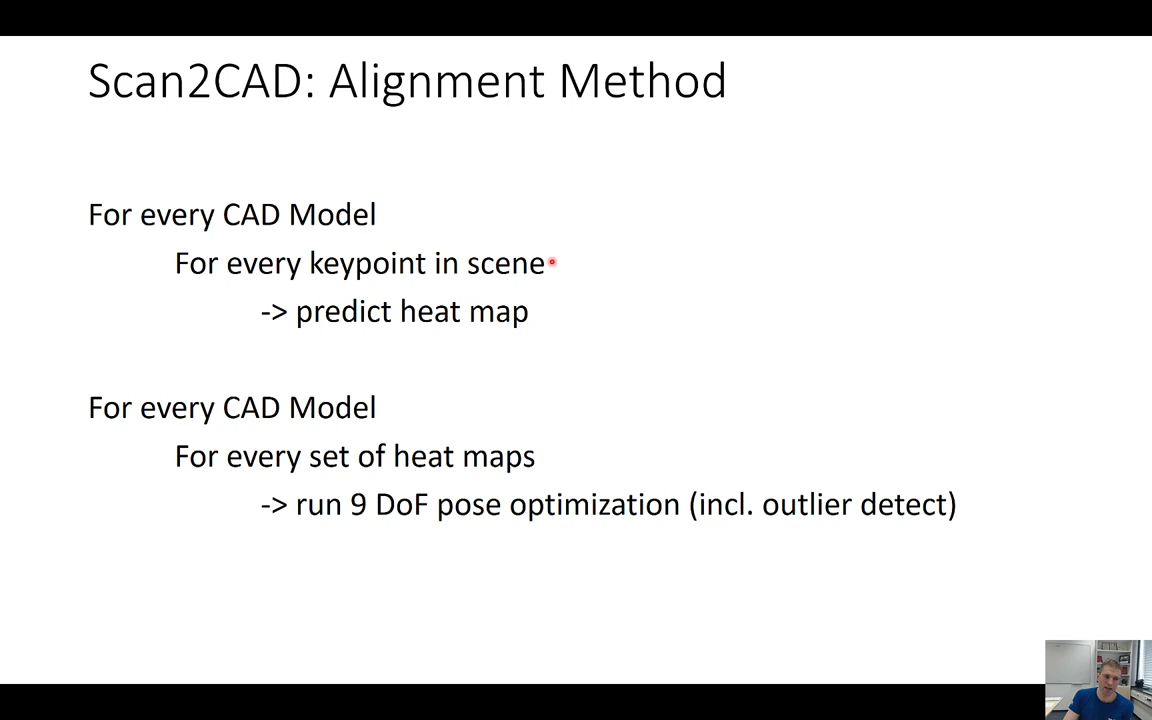 Scan2CAD: Alignment Method
For every CAD Model
For every keypoint in scene
-> predict heat map
For every CAD Model
For every set of heat maps
-> run 9 DoF pose optimization (incl. outlier detect)